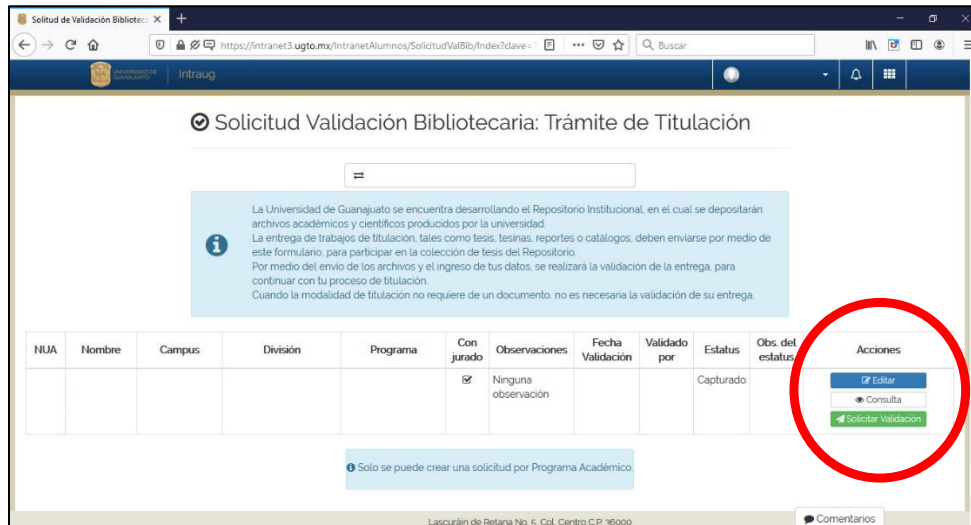 Solitud de Validación Bibliotec
https://intranet3.ugto.mx/IntranetAlumnos/SolicitudValBib/Index?clave=
Buscar
UNIVERSIDAD DE GUANAJUATO
Intraug
Solicitud Validación Bibliotecaria: Trámite de Titulación
La Universidad de Guanajuato se encuentra desarrollando el Repositorio Institucional, en el cual se depositarán
archivos académicos y científicos producidos por la universidad.
La entrega de trabajos de titulación, tales como tesis, tesinas, reportes o catálogos, deben enviarse por medio de
este formulario, para participar en la colección de tesis del Repositorio.
Por medio del envío de los archivos y el ingreso de tus datos, se realizará la validación de la entrega, para
continuar con tu proceso de titulación.
Cuando la modalidad de titulación no requiere de un documento, no es necesaria la validación de su entrega.
NUA Nombre Campus División Programa Con jurado Observaciones Fecha Validación Validado por Estatus Obs. del estatus Acciones
Ninguna observación Capturado
Editar
Consulta
Solicitar Validación
Solo se puede crear una solicitud por Programa Académico.
Lascuráin de Retana No. 5, Col. Centro C.P. 36000
Comentarios